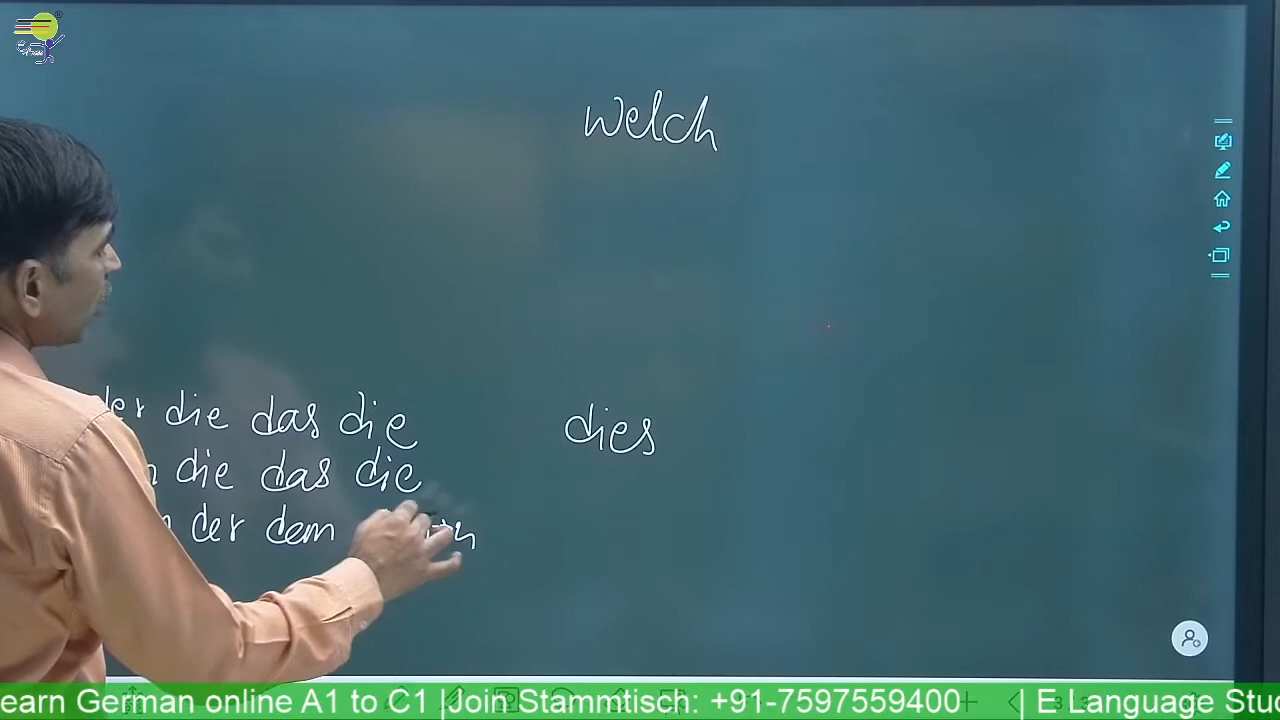 welch
der die das die
dies
die das die
der dem
earn German online A1 to C1 |Join Stammtisch: +91-7597559400 | E Language Stu